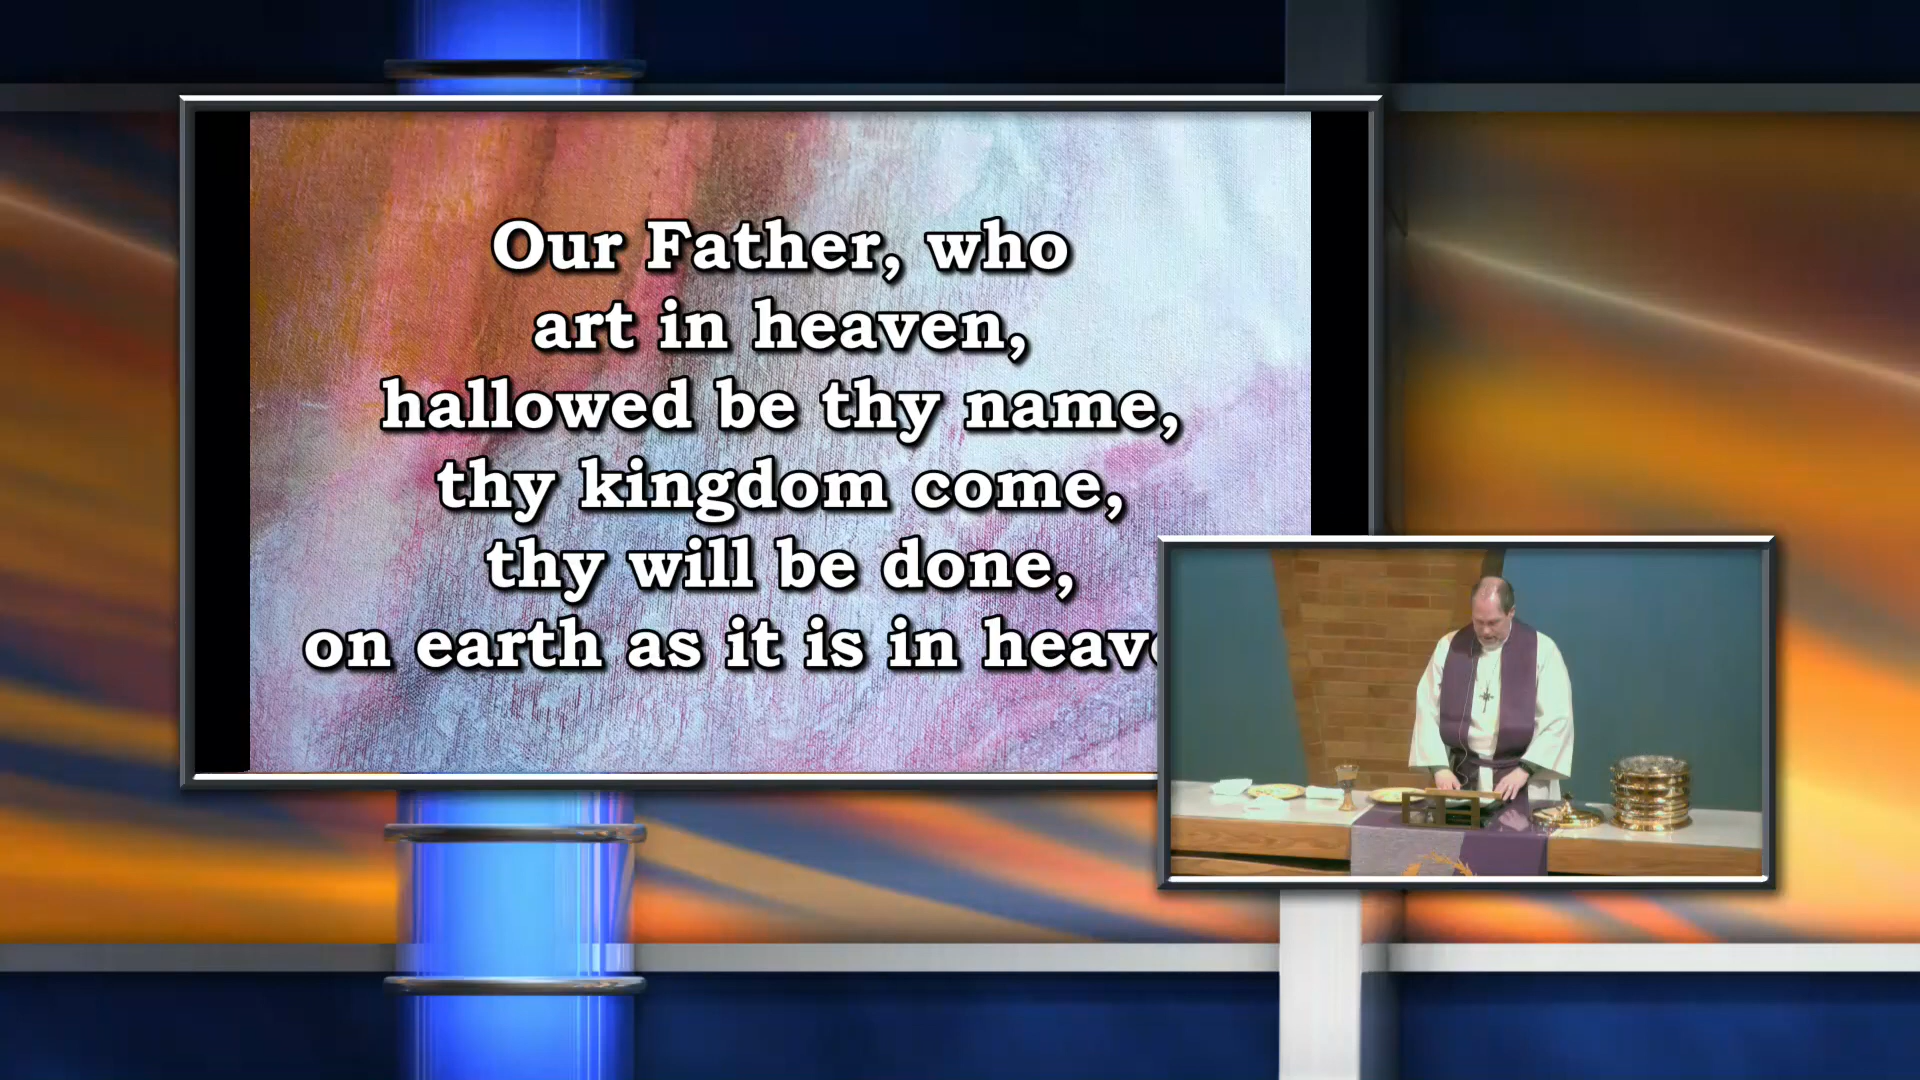 Our Father, who
art in heaven,
hallowed be thy name,
thy kingdom come,
thy will be done,
on earth as it is in